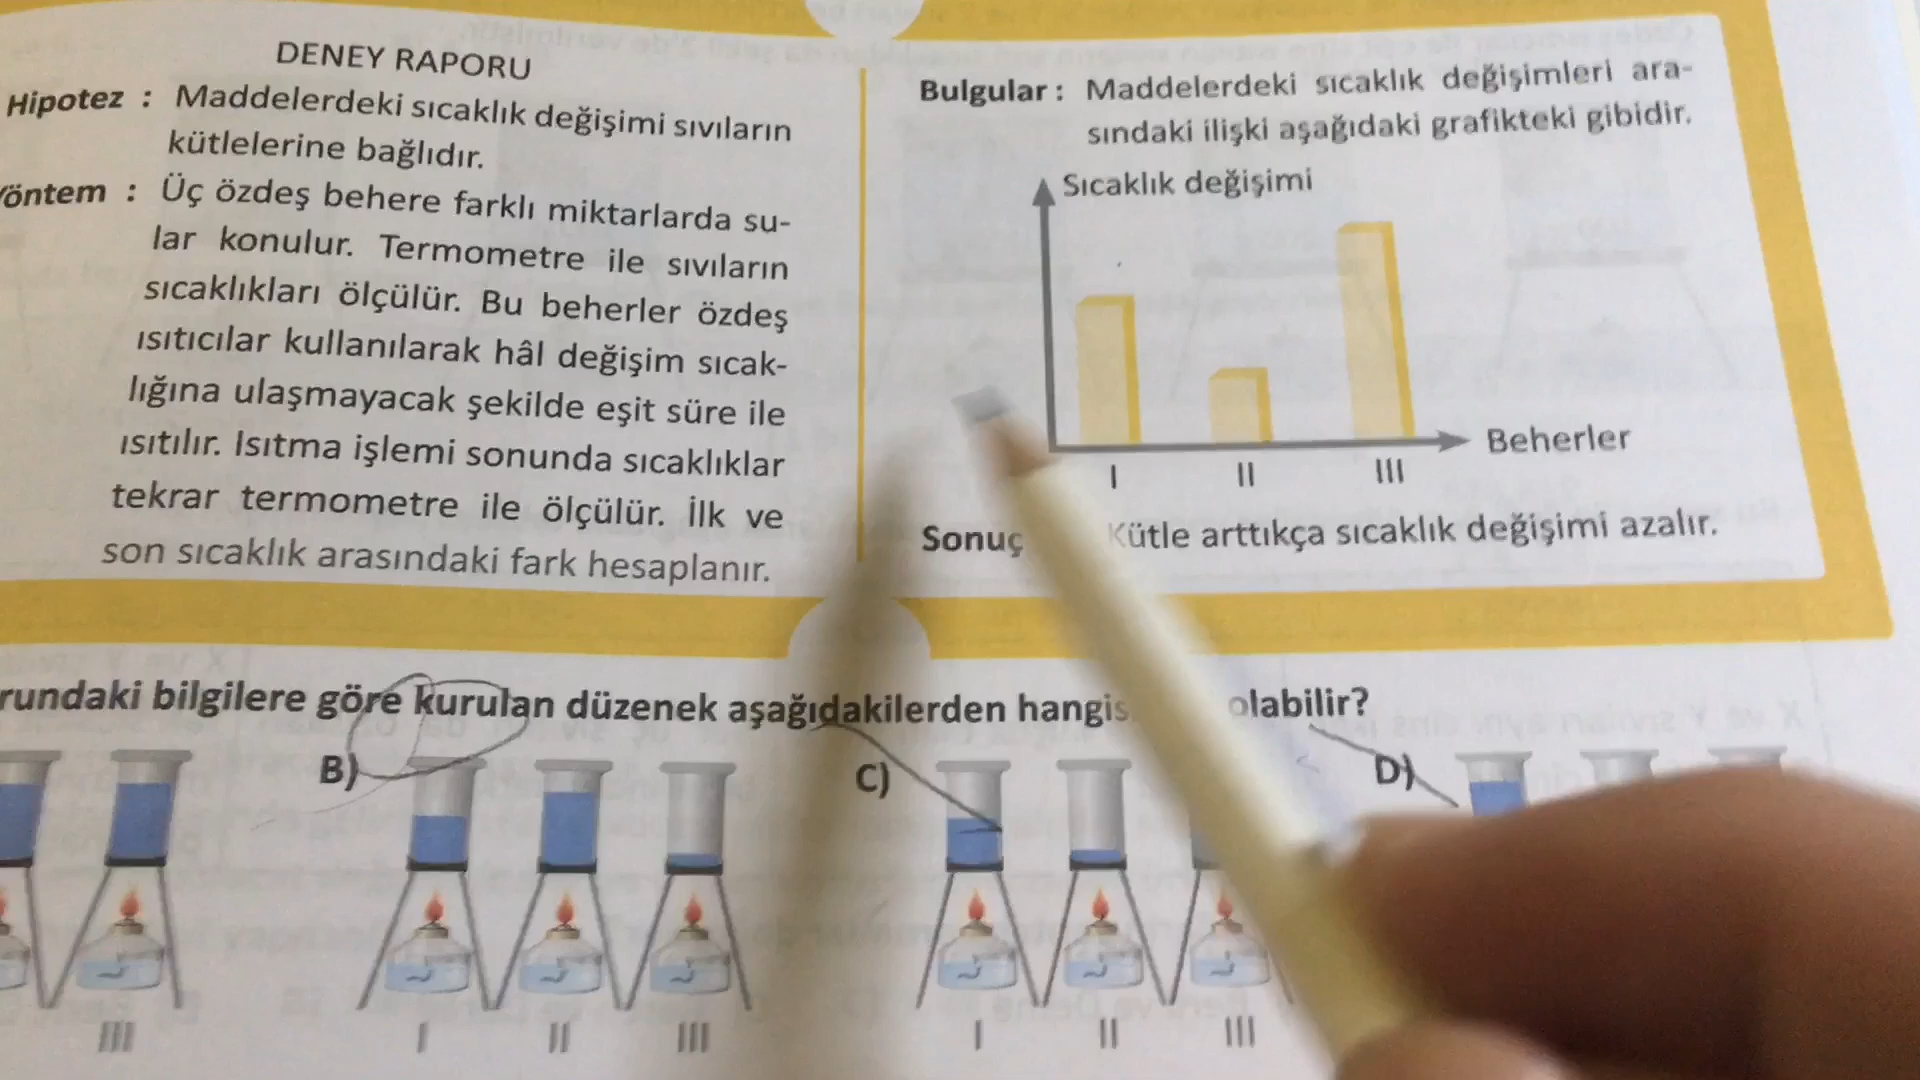 DENEY RAPORU
Hipotez : Maddelerdeki sıcaklık değişimi sıvıların
kütlelerine bağlıdır.
Yöntem : Üç özdeş behere farklı miktarlarda su-
lar konulur. Termometre ile sıvıların
sıcaklıkları ölçülür. Bu beherler özdeş
ısıtıcılar kullanılarak hâl değişim sıcak-
lığına ulaşmayacak şekilde eşit süre ile
ısıtılır. Isıtma işlemi sonunda sıcaklıklar
tekrar termometre ile ölçülür. İlk ve
son sıcaklık arasındaki fark hesaplanır.
Bulgular : Maddelerdeki sıcaklık değişimleri ara-
sındaki ilişki aşağıdaki grafikteki gibidir.
Sıcaklık değişimi
Beherler
I II III
Sonuç Kütle arttıkça sıcaklık değişimi azalır.
rundaki bilgilere göre kurulan düzenek aşağıdakilerden hangis olabilir?
B) C) D)
III I II III I II III